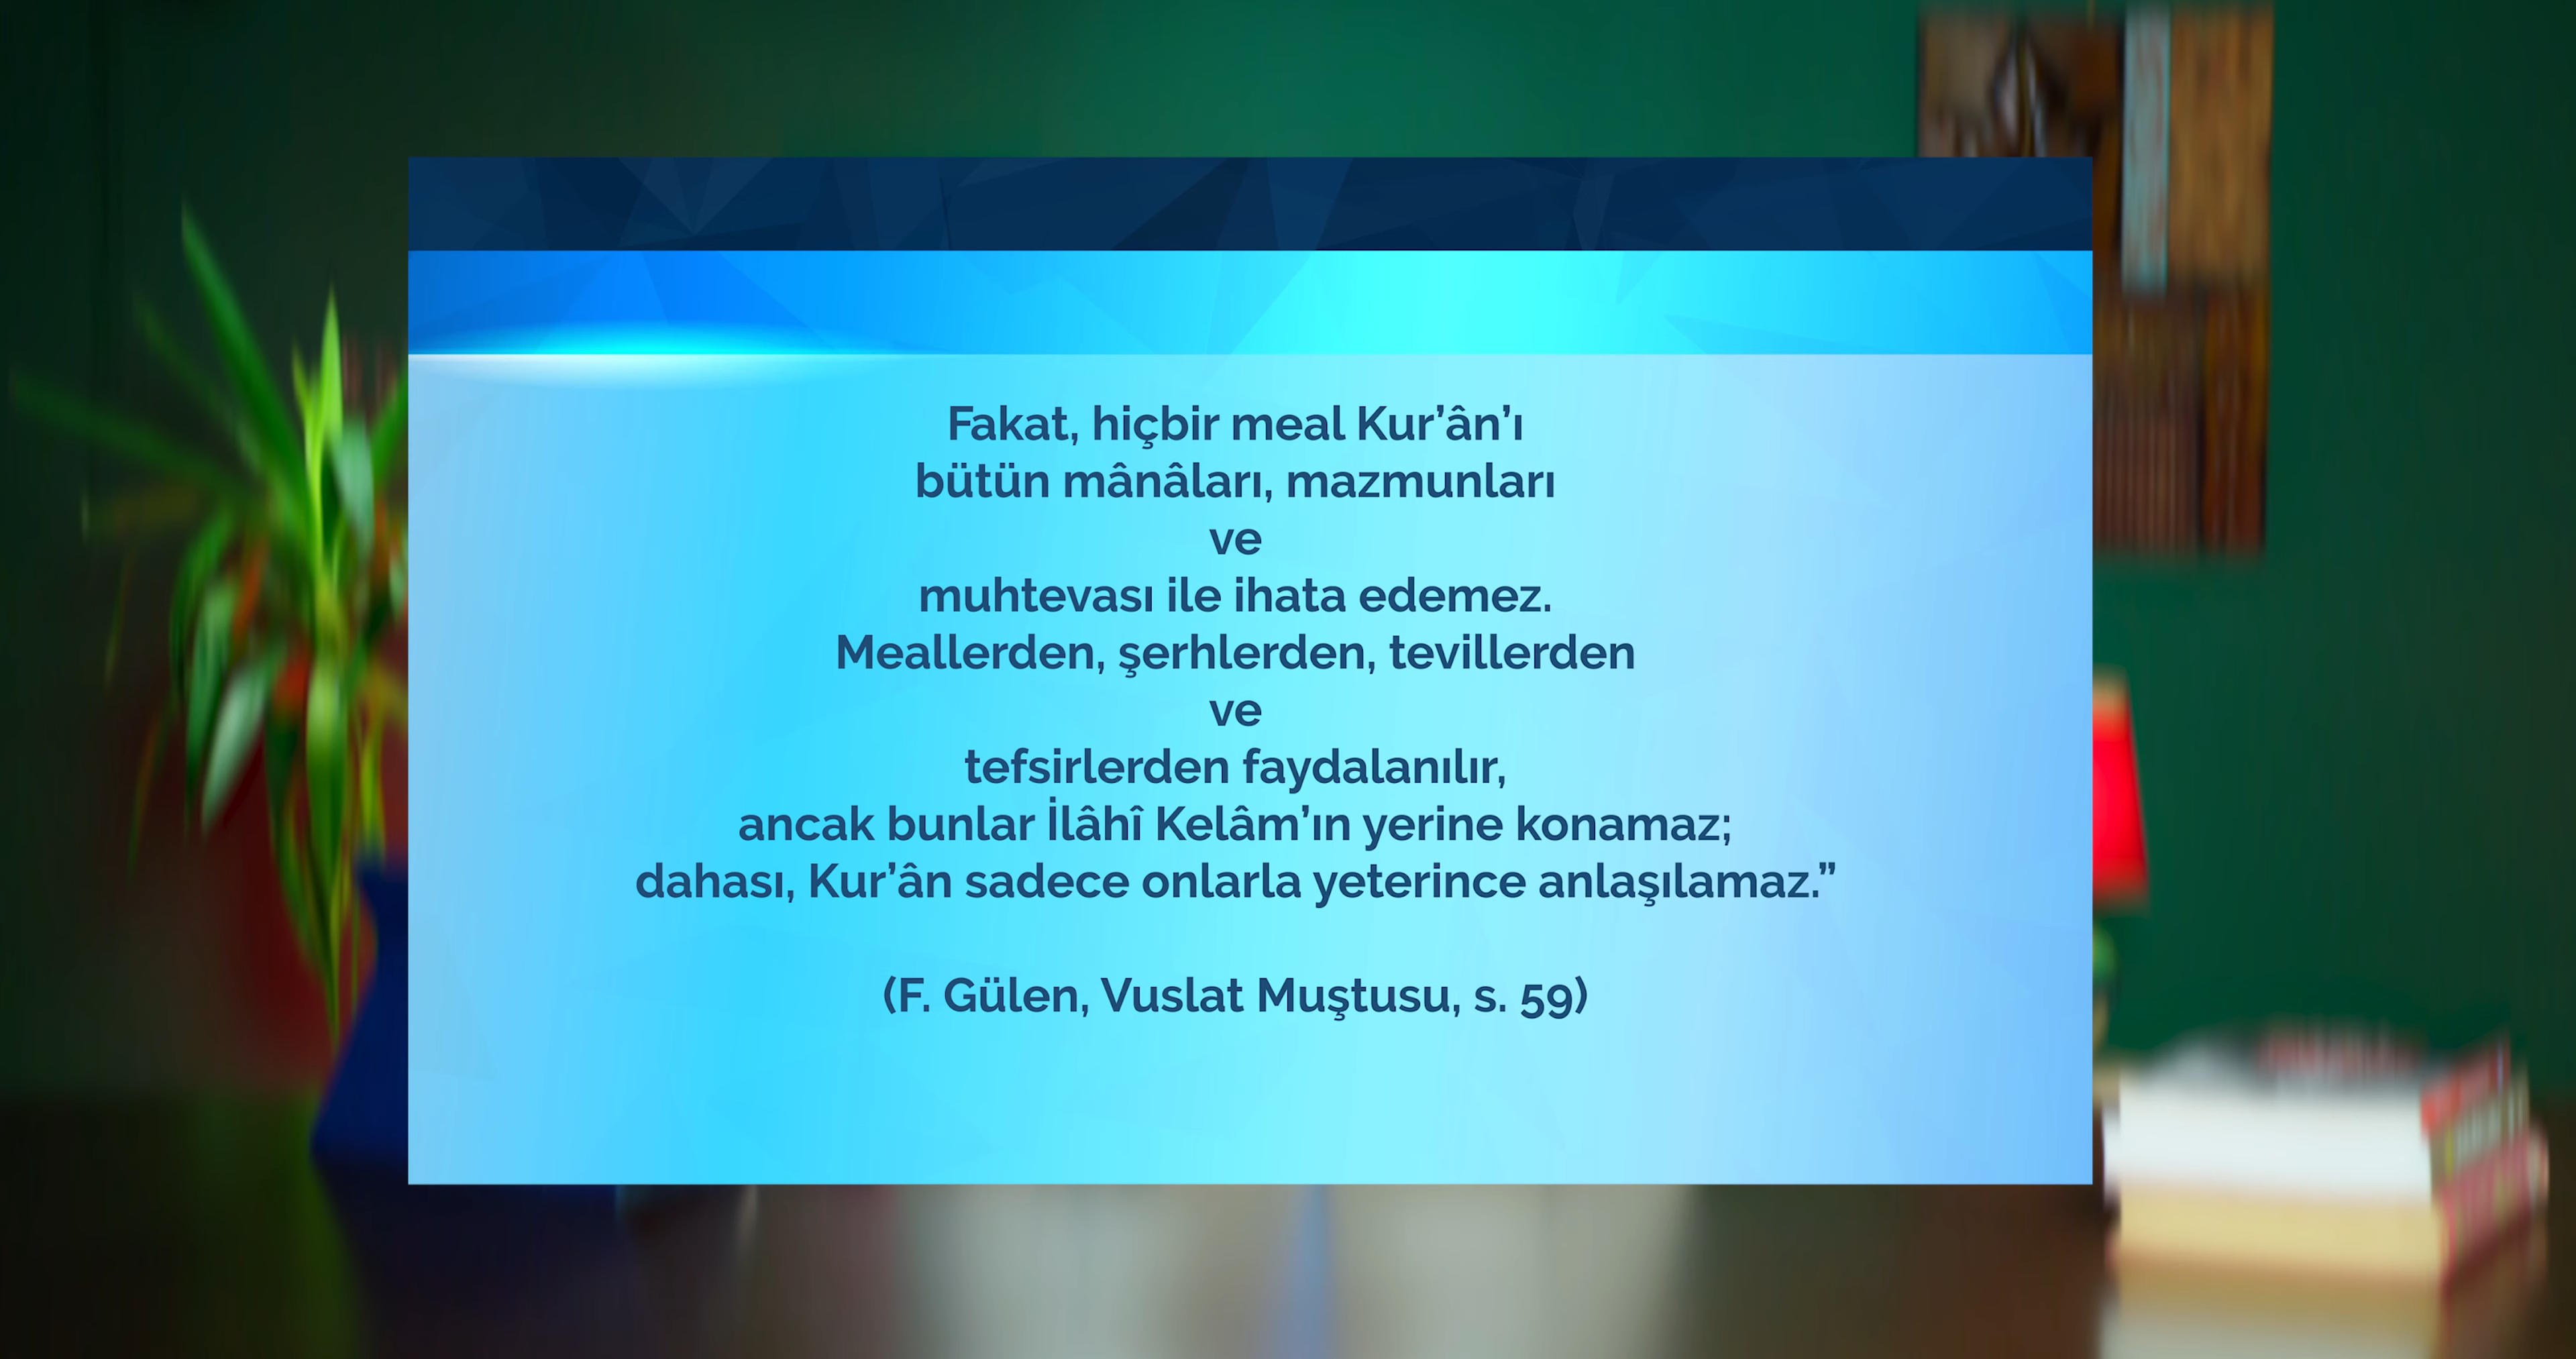 Fakat, hiçbir meal Kur’ân’ı
bütün mânâları, mazmunları
ve
muhtevası ile ihata edemez.
Meallerden, şerhlerden, tevillerden
ve
tefsirlerden faydalanılır,
ancak bunlar İlâhî Kelâm’ın yerine konamaz;
dahası, Kur’ân sadece onlarla yeterince anlaşılamaz.”
(F. Gülen, Vuslat Muştusu, s. 59)